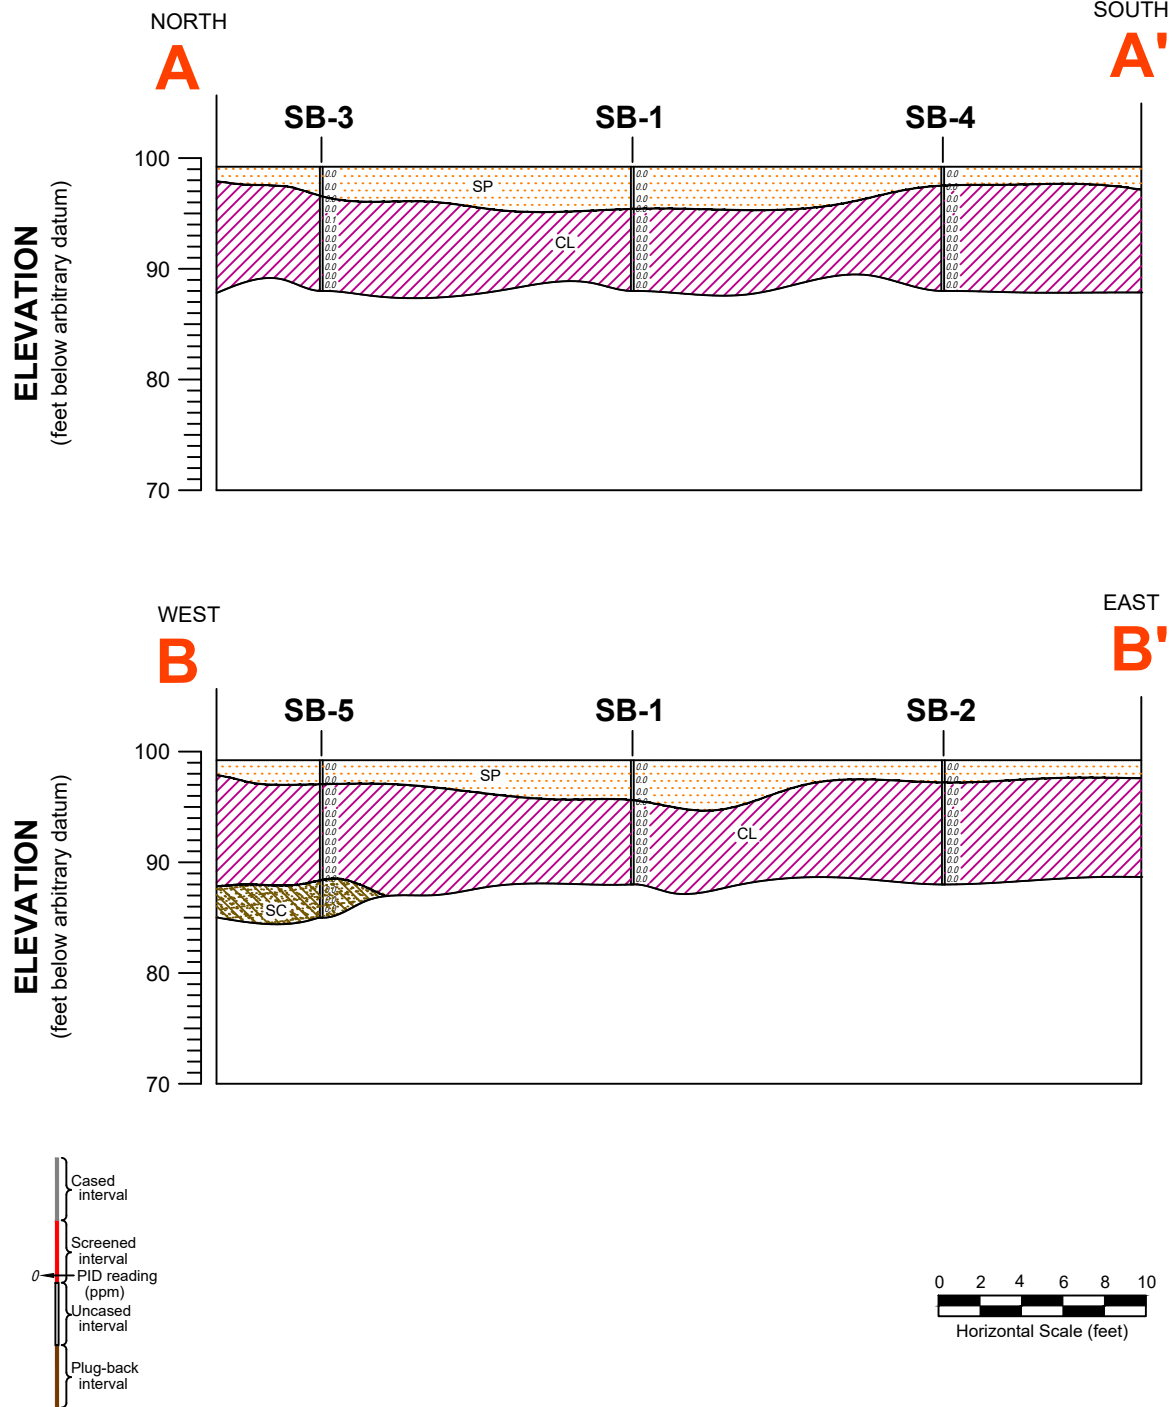 NORTH
SOUTH
A
A'
SB-3
SB-1
SB-4
100
90
80
70
ELEVATION
(feet below arbitrary datum)
SP
CL
WEST
EAST
B
B'
SB-5
SB-1
SB-2
100
90
80
70
ELEVATION
(feet below arbitrary datum)
SP
CL
SC
Cased
interval
Screened
interval
0
PID reading
(ppm)
Uncased
interval
Plug-back
interval
0 2 4 6 8 10
Horizontal Scale (feet)